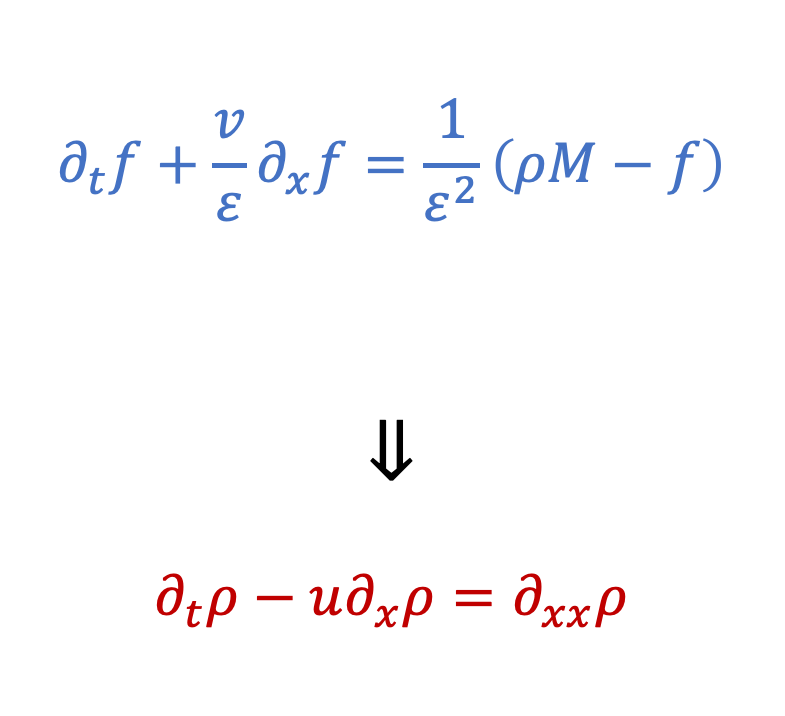 ∂ₜf + v/ε ∂ₓf = 1/ε² (ρM − f)
⇓
∂ₜρ − u∂ₓρ = ∂ₓₓρ